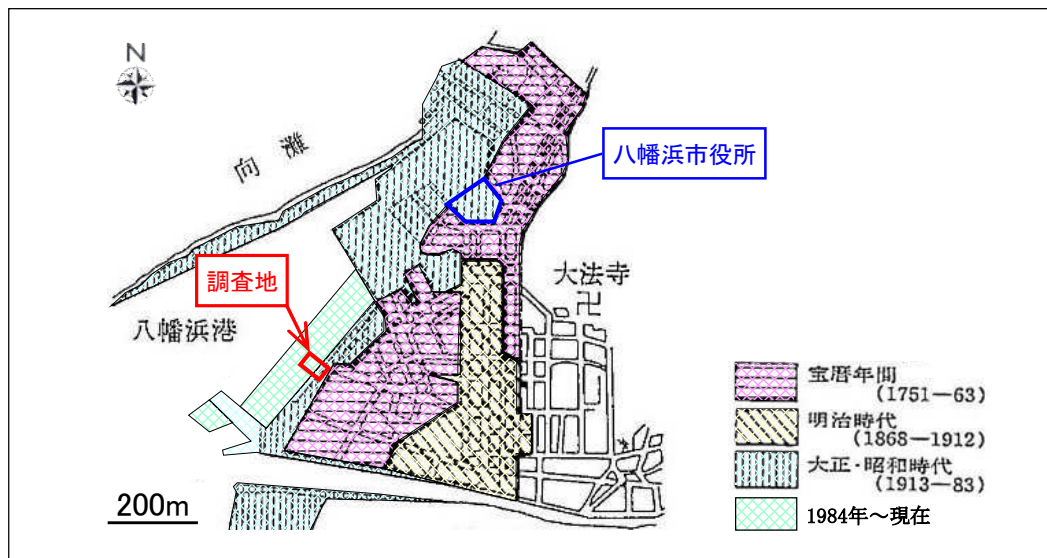 N
向灘
八幡浜市役所
大法寺
卍
調査地
八幡浜港
宝暦年間
(1751―63)
明治時代
(1868―1912)
大正・昭和時代
(1913―83)
1984年～現在
200m